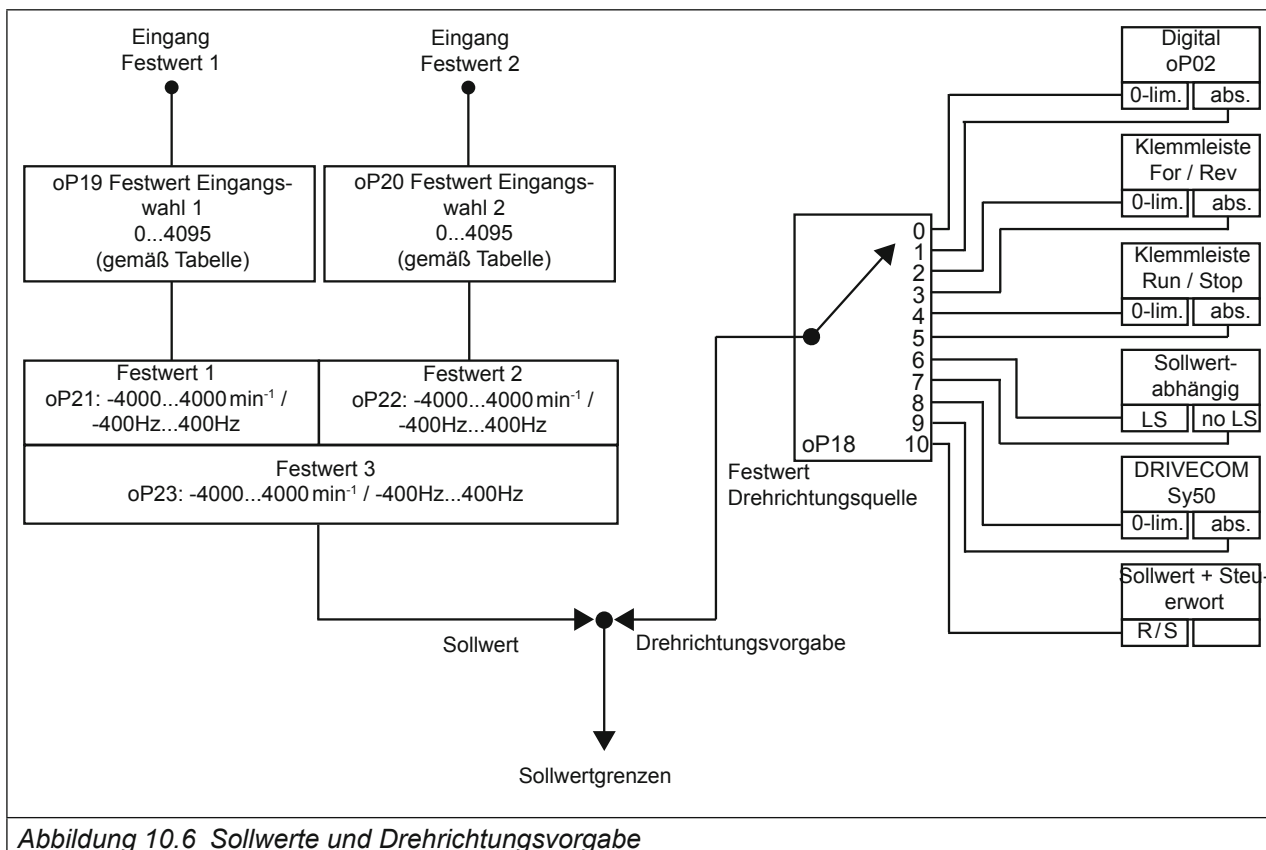 Eingang
Festwert 1
Eingang
Festwert 2
oP19 Festwert Eingangs-
wahl 1
0...4095
(gemäß Tabelle)
oP20 Festwert Eingangs-
wahl 2
0...4095
(gemäß Tabelle)
Festwert 1
oP21: -4000...4000 min-1 /
-400Hz...400Hz
Festwert 2
oP22: -4000...4000 min-1 /
-400Hz...400Hz
Festwert 3
oP23: -4000...4000 min-1 / -400Hz...400Hz
Sollwert
Drehrichtungsvorgabe
Sollwertgrenzen
Festwert
Drehrichtungsquelle
oP18
0
1
2
3
4
5
6
7
8
9
10
Digital
oP02
0-lim. abs.
Klemmleiste
For / Rev
0-lim. abs.
Klemmleiste
Run / Stop
0-lim. abs.
Sollwert-
abhängig
LS no LS
DRIVECOM
Sy50
0-lim. abs.
Sollwert + Steu-
erwort
R/S
Abbildung 10.6 Sollwerte und Drehrichtungsvorgabe